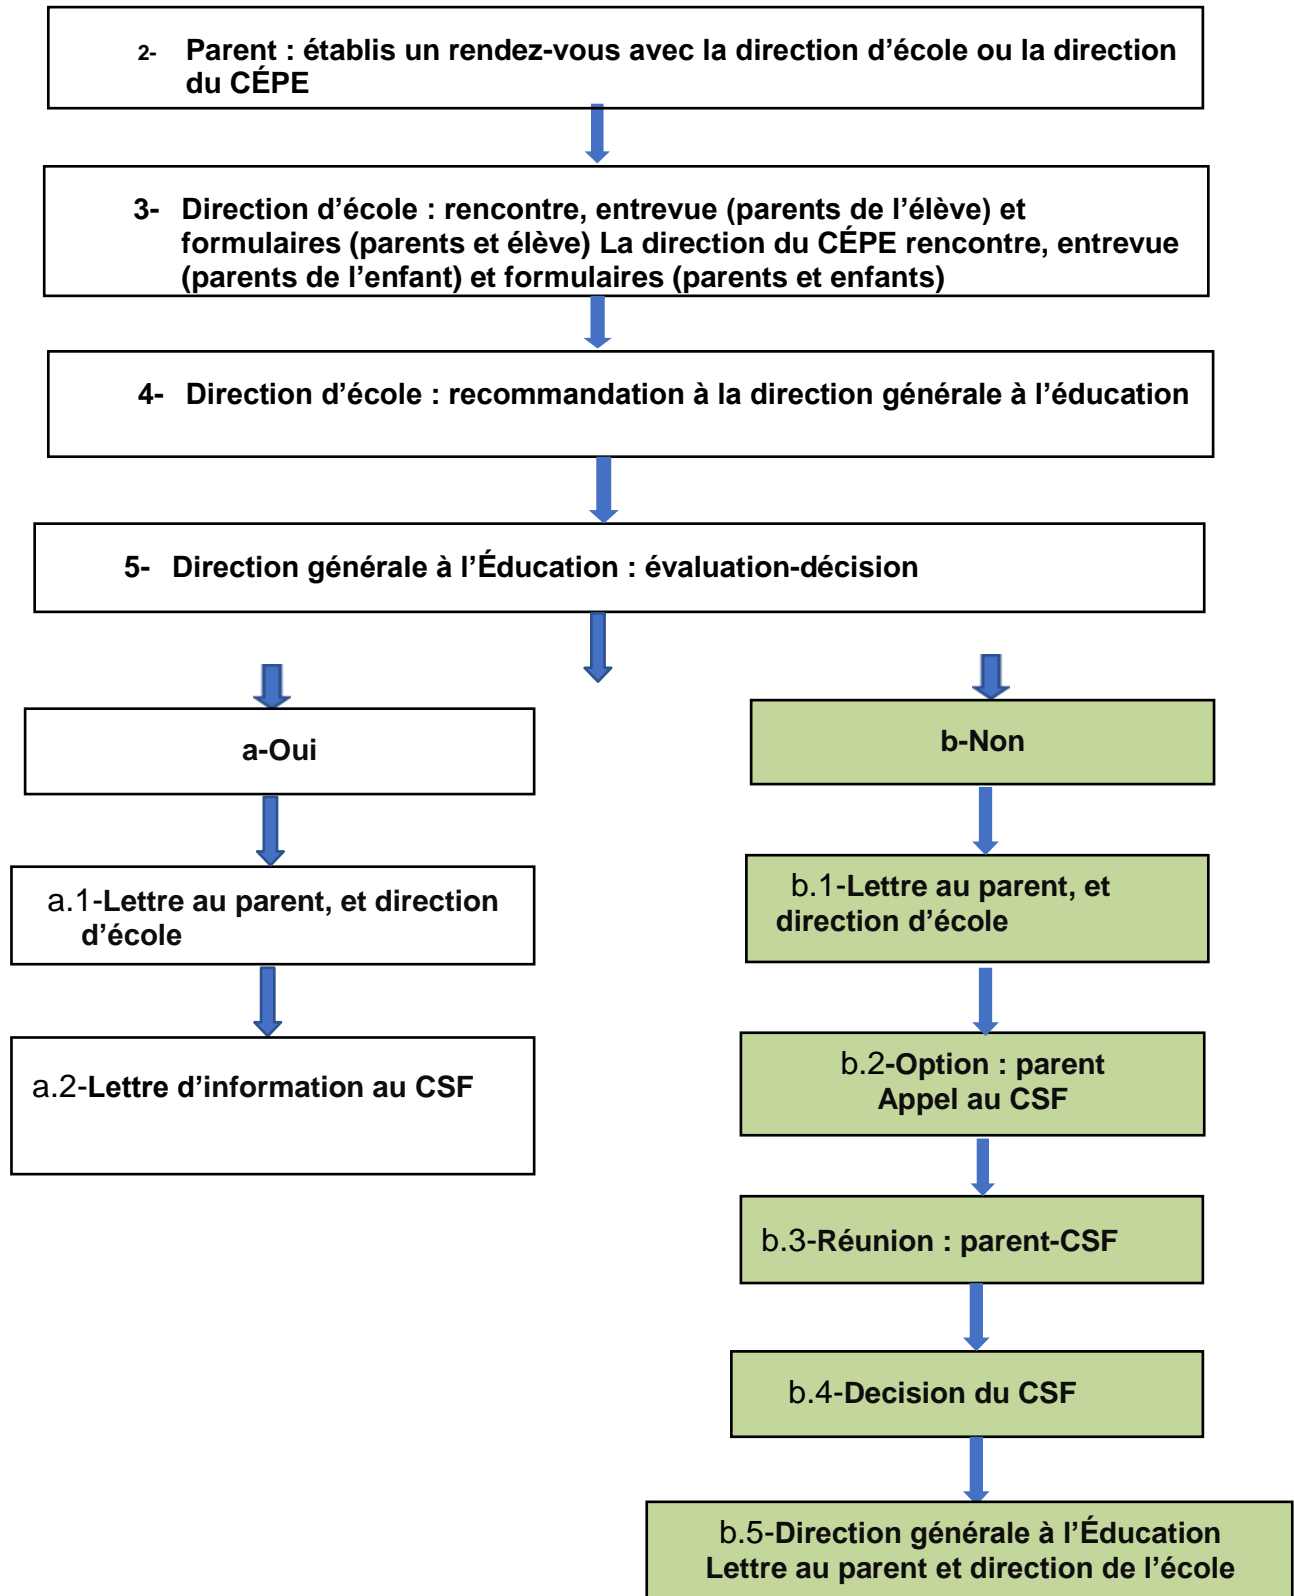 2- Parent : établis un rendez-vous avec la direction d’école ou la direction
du CÉPE
3- Direction d’école : rencontre, entrevue (parents de l’élève) et
formulaires (parents et élève) La direction du CÉPE rencontre, entrevue
(parents de l’enfant) et formulaires (parents et enfants)
4- Direction d’école : recommandation à la direction générale à l’éducation
5- Direction générale à l’Éducation : évaluation-décision
a-Oui
a.1-Lettre au parent, et direction
d’école
a.2-Lettre d’information au CSF
b-Non
b.1-Lettre au parent, et
direction d’école
b.2-Option : parent
Appel au CSF
b.3-Réunion : parent-CSF
b.4-Decision du CSF
b.5-Direction générale à l’Éducation
Lettre au parent et direction de l’école